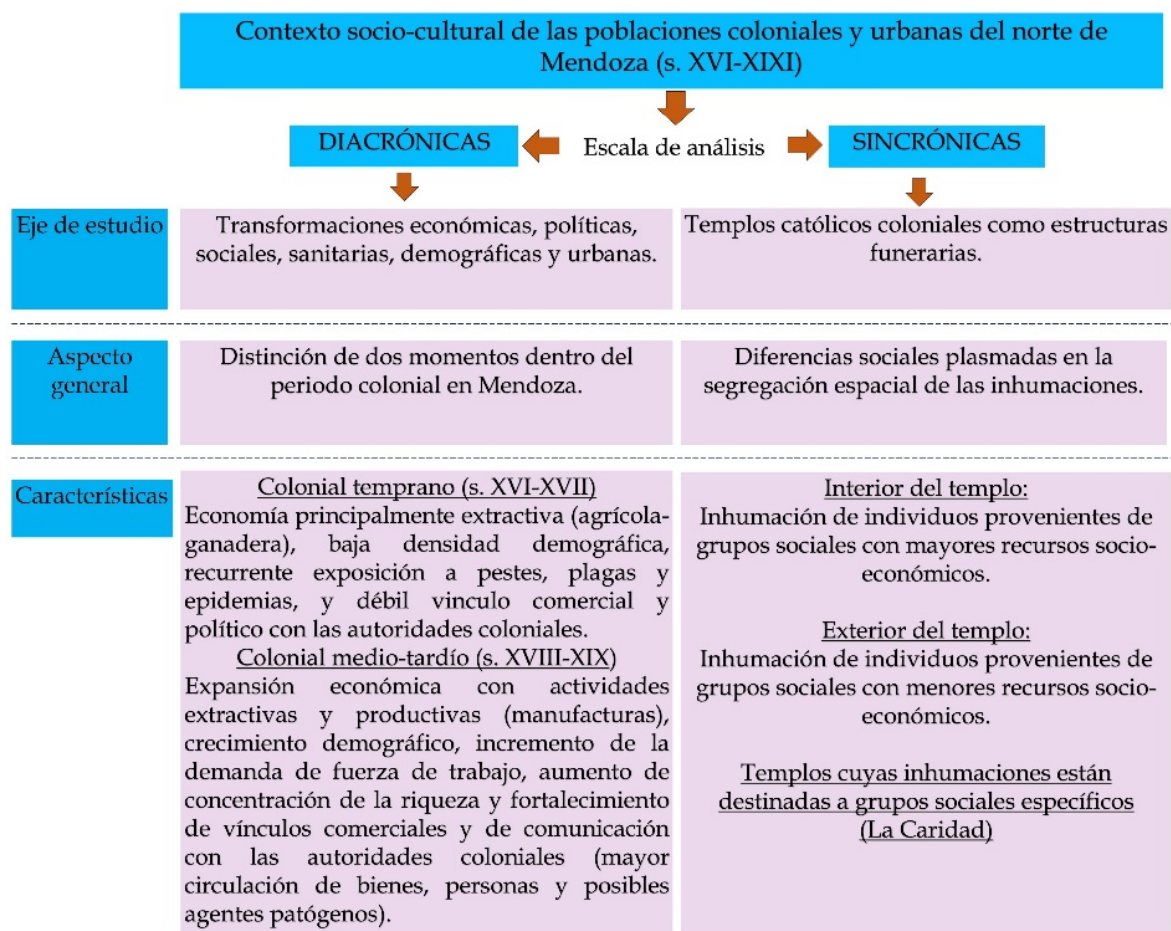 Contexto socio-cultural de las poblaciones coloniales y urbanas del norte de
Mendoza (s. XVI-XIXI)
DIACRÓNICAS
Escala de análisis
SINCRÓNICAS
Eje de estudio
Transformaciones económicas, políticas,
sociales, sanitarias, demográficas y urbanas.
Templos católicos coloniales como estructuras
funerarias.
Aspecto
general
Distinción de dos momentos dentro del
periodo colonial en Mendoza.
Diferencias sociales plasmadas en la
segregación espacial de las inhumaciones.
Características
Colonial temprano (s. XVI-XVII)
Economía principalmente extractiva (agrícola-
ganadera), baja densidad demográfica,
recurrente exposición a pestes, plagas y
epidemias, y débil vinculo comercial y
político con las autoridades coloniales.
Colonial medio-tardío (s. XVIII-XIX)
Expansión económica con actividades
extractivas y productivas (manufacturas),
crecimiento demográfico, incremento de la
demanda de fuerza de trabajo, aumento de
concentración de la riqueza y fortalecimiento
de vínculos comerciales y de comunicación
con las autoridades coloniales (mayor
circulación de bienes, personas y posibles
agentes patógenos).
Interior del templo:
Inhumación de individuos provenientes de
grupos sociales con mayores recursos socio-
económicos.
Exterior del templo:
Inhumación de individuos provenientes de
grupos sociales con menores recursos socio-
económicos.
Templos cuyas inhumaciones están
destinadas a grupos sociales específicos
(La Caridad)